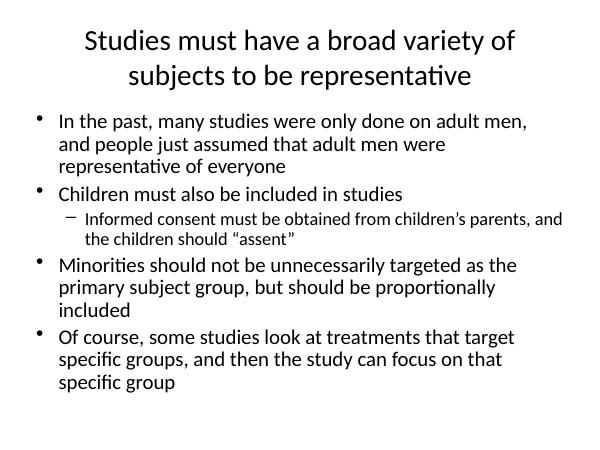 Studies must have a broad variety of
subjects to be representative
• In the past, many studies were only done on adult men,
and people just assumed that adult men were
representative of everyone
• Children must also be included in studies
– Informed consent must be obtained from children’s parents, and
the children should “assent”
• Minorities should not be unnecessarily targeted as the
primary subject group, but should be proportionally
included
• Of course, some studies look at treatments that target
specific groups, and then the study can focus on that
specific group